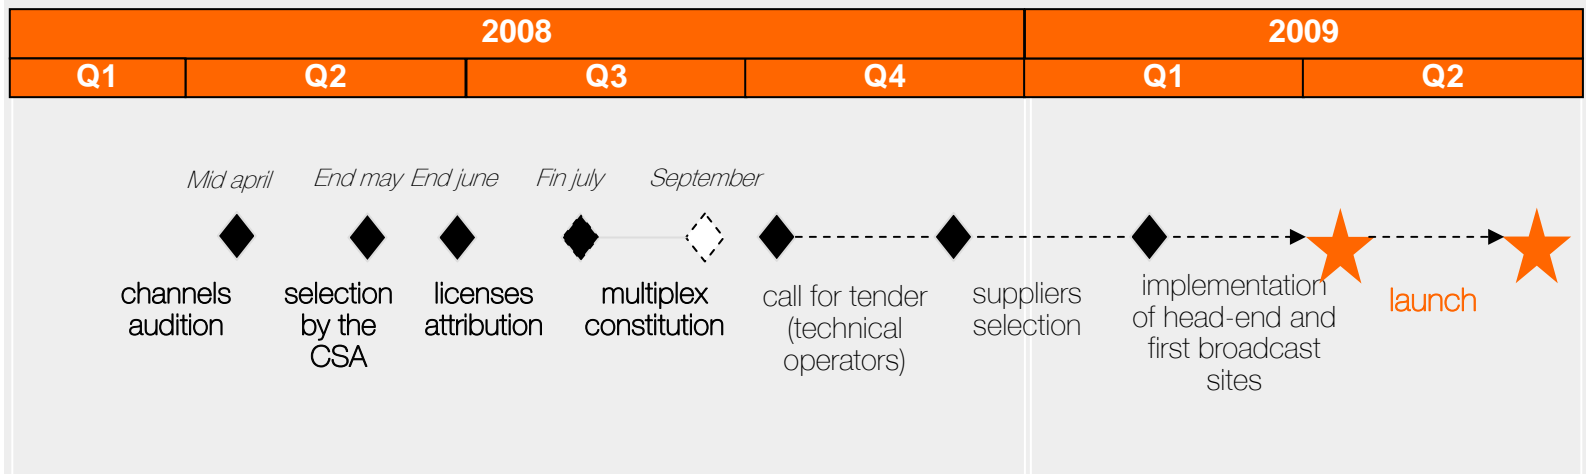 2008 2009
Q1 Q2 Q3 Q4 Q1 Q2
Mid april End may End june Fin july September
channels
audition
selection
by the
CSA
licenses
attribution
multiplex
constitution
call for tender
(technical
operators)
suppliers
selection
implementation
of head-end and
first broadcast
sites
launch